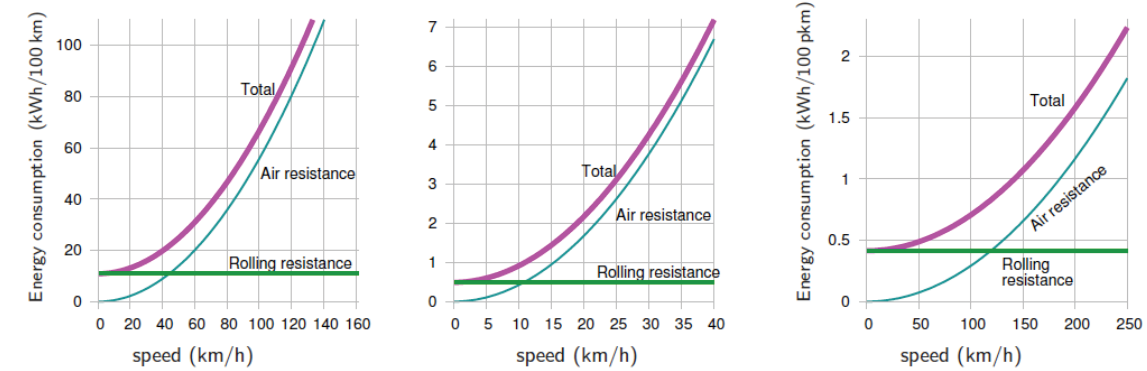 Energy consumption (kWh/100 km)
100
80
60
40
20
0
Total
Air resistance
Rolling resistance
0 20 40 60 80 100 120 140 160
speed (km/h)
7
6
5
4
3
2
1
0
Total
Air resistance
Rolling resistance
0 5 10 15 20 25 30 35 40
speed (km/h)
Energy consumption (kWh/100 pkm)
2
1.5
1
0.5
0
Total
Air resistance
Rolling
resistance
0 50 100 150 200 250
speed (km/h)